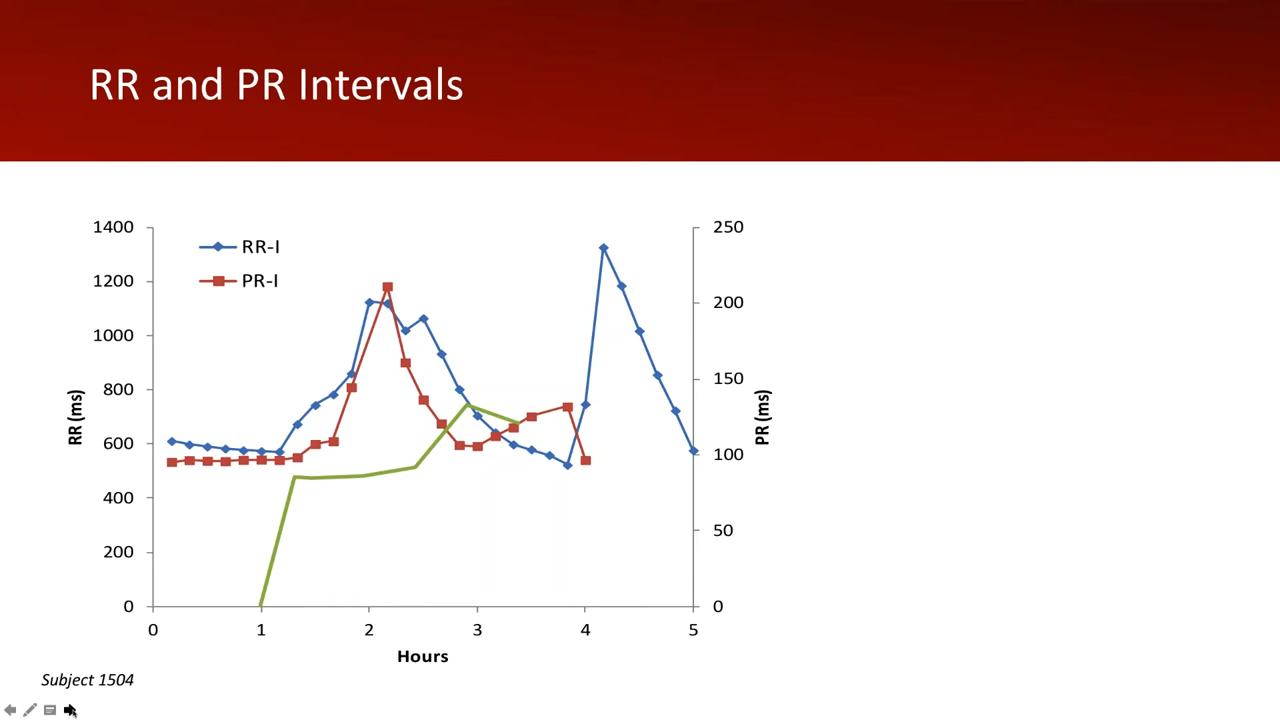 RR and PR Intervals
RR-I
PR-I
1400
1200
1000
800
600
400
200
0
RR (ms)
250
200
150
100
50
0
PR (ms)
0 1 2 3 4 5
Hours
Subject 1504